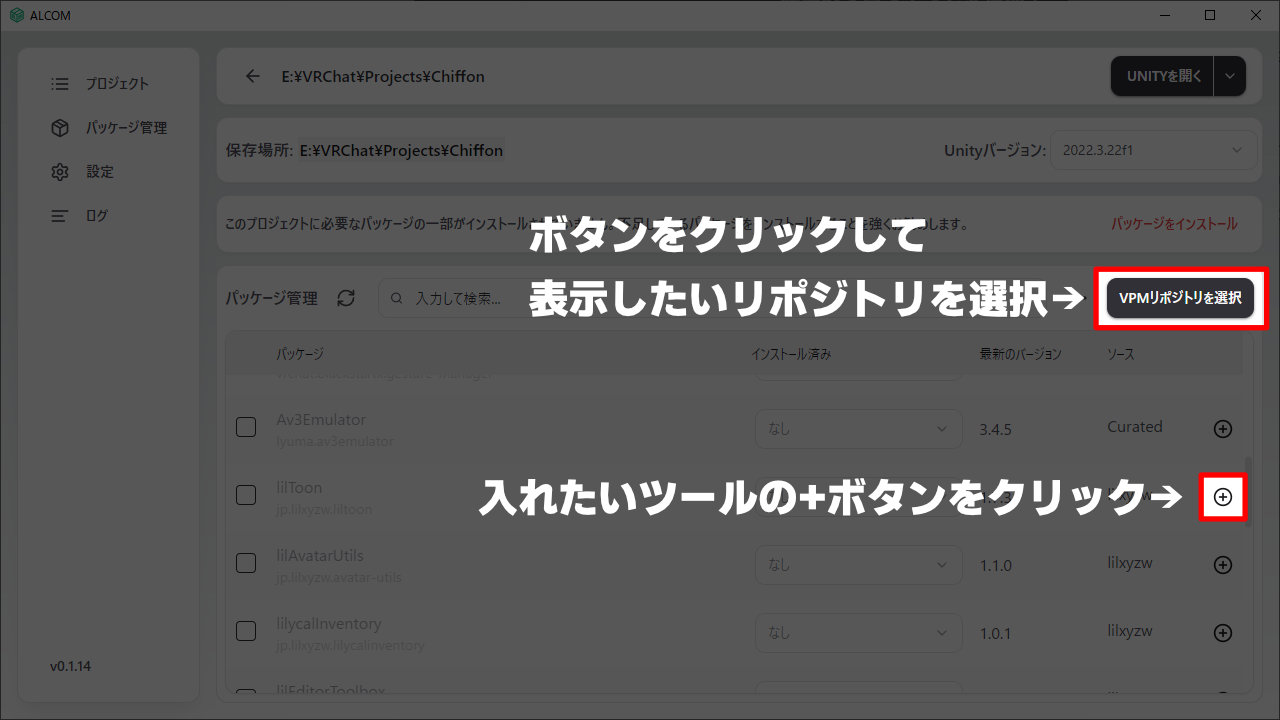 ALCOM
プロジェクト
パッケージ管理
設定
ログ
v0.1.14
E:¥VRChat¥Projects¥Chiffon
UNITYを開く
保存場所: E:¥VRChat¥Projects¥Chiffon
Unityバージョン: 2022.3.22f1
このプロジェクトに必要なパッケージの一部がインストール
パッケージをインストール
ボタンをクリックして
表示したいリポジトリを選択→
パッケージ管理
入力して検索...
VPMリポジトリを選択
パッケージ インストール済み 最新のバージョン ソース
Av3Emulator
lyuma.av3emulator
なし 3.4.5 Curated
lilToon
jp.lilxyzw.liltoon
入れたいツールの+ボタンをクリック→
lilAvatarUtils
jp.lilxyzw.avatar-utils
なし 1.1.0 lilxyzw
lilycalInventory
jp.lilxyzw.lilycalinventory
なし 1.0.1 lilxyzw
lilEditorToolbox